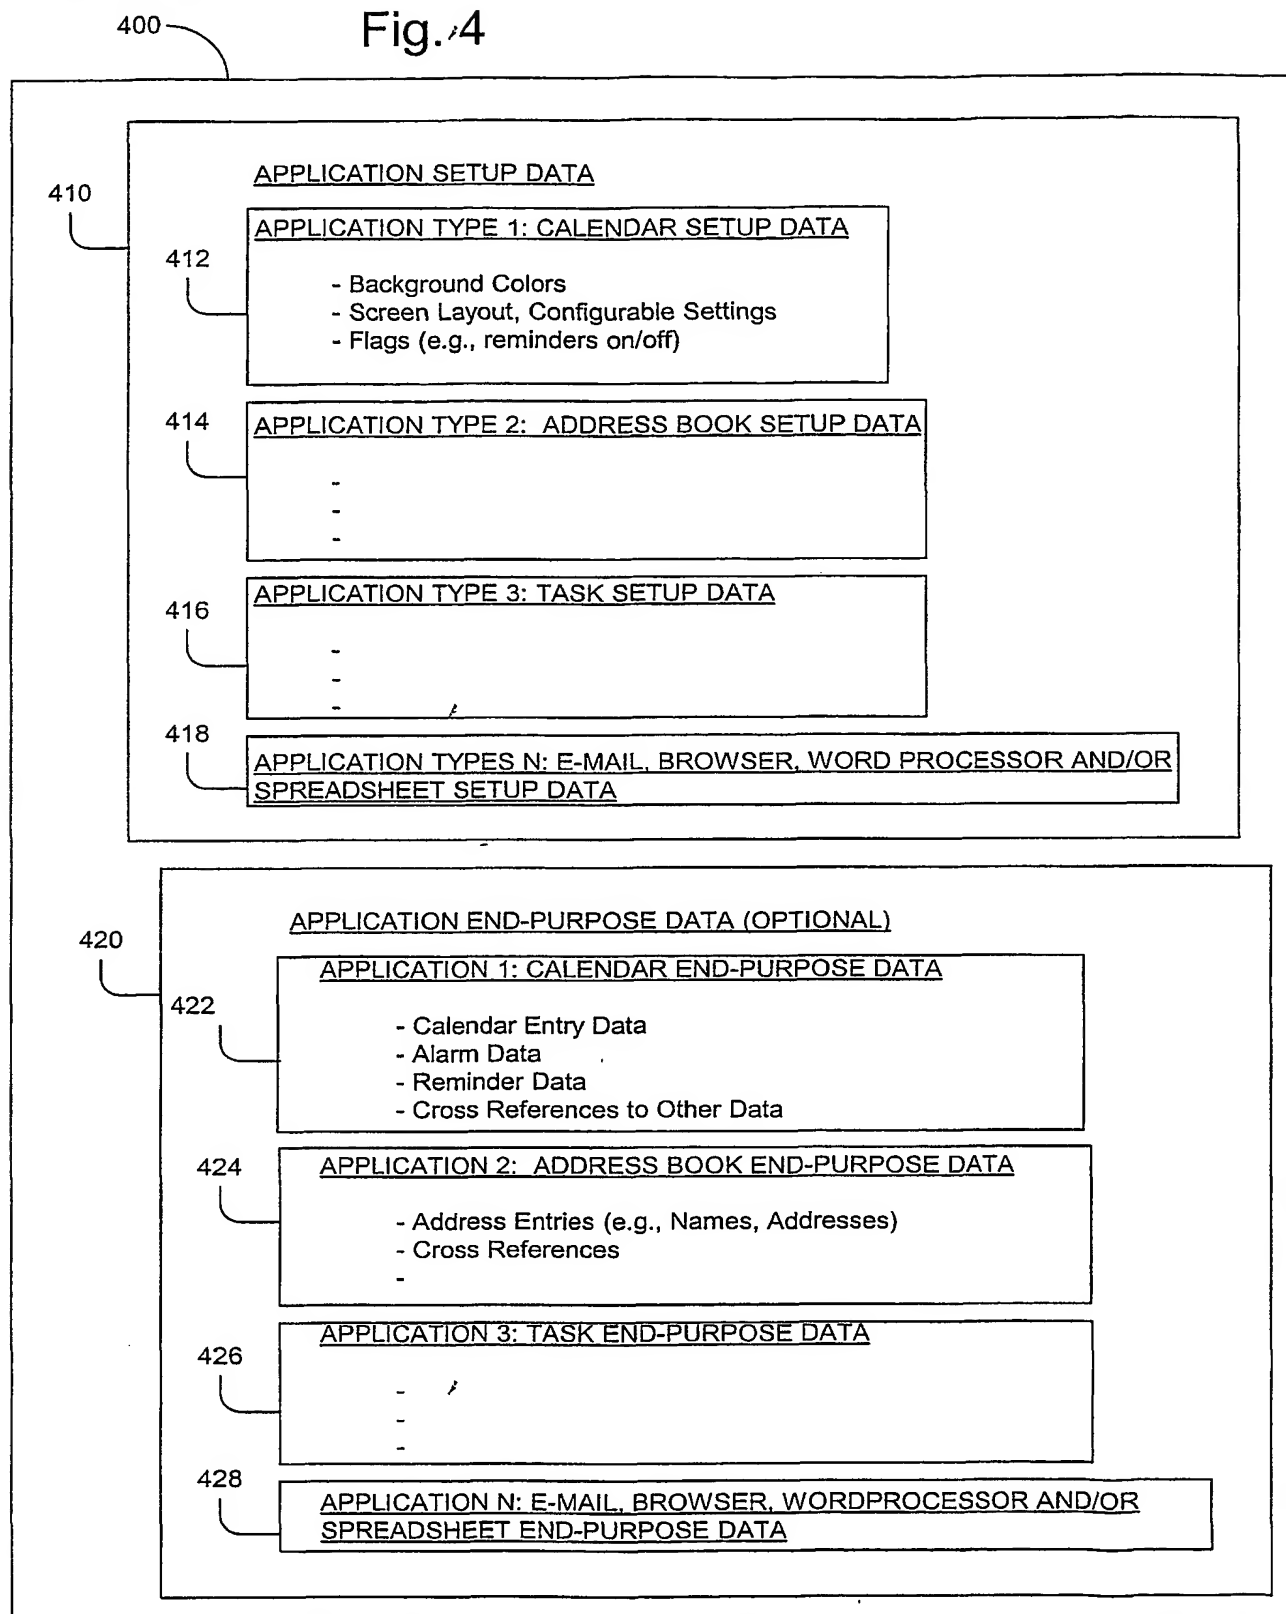 400
Fig. 4
410
APPLICATION SETUP DATA
412
APPLICATION TYPE 1: CALENDAR SETUP DATA
- Background Colors
- Screen Layout, Configurable Settings
- Flags (e.g., reminders on/off)
414
APPLICATION TYPE 2: ADDRESS BOOK SETUP DATA
-
-
-
416
APPLICATION TYPE 3: TASK SETUP DATA
-
-
-
418
APPLICATION TYPES N: E-MAIL, BROWSER, WORD PROCESSOR AND/OR
SPREADSHEET SETUP DATA
420
APPLICATION END-PURPOSE DATA (OPTIONAL)
422
APPLICATION 1: CALENDAR END-PURPOSE DATA
- Calendar Entry Data
- Alarm Data
- Reminder Data
- Cross References to Other Data
424
APPLICATION 2: ADDRESS BOOK END-PURPOSE DATA
- Address Entries (e.g., Names, Addresses)
- Cross References
-
426
APPLICATION 3: TASK END-PURPOSE DATA
-
-
-
428
APPLICATION N: E-MAIL, BROWSER, WORDPROCESSOR AND/OR
SPREADSHEET END-PURPOSE DATA